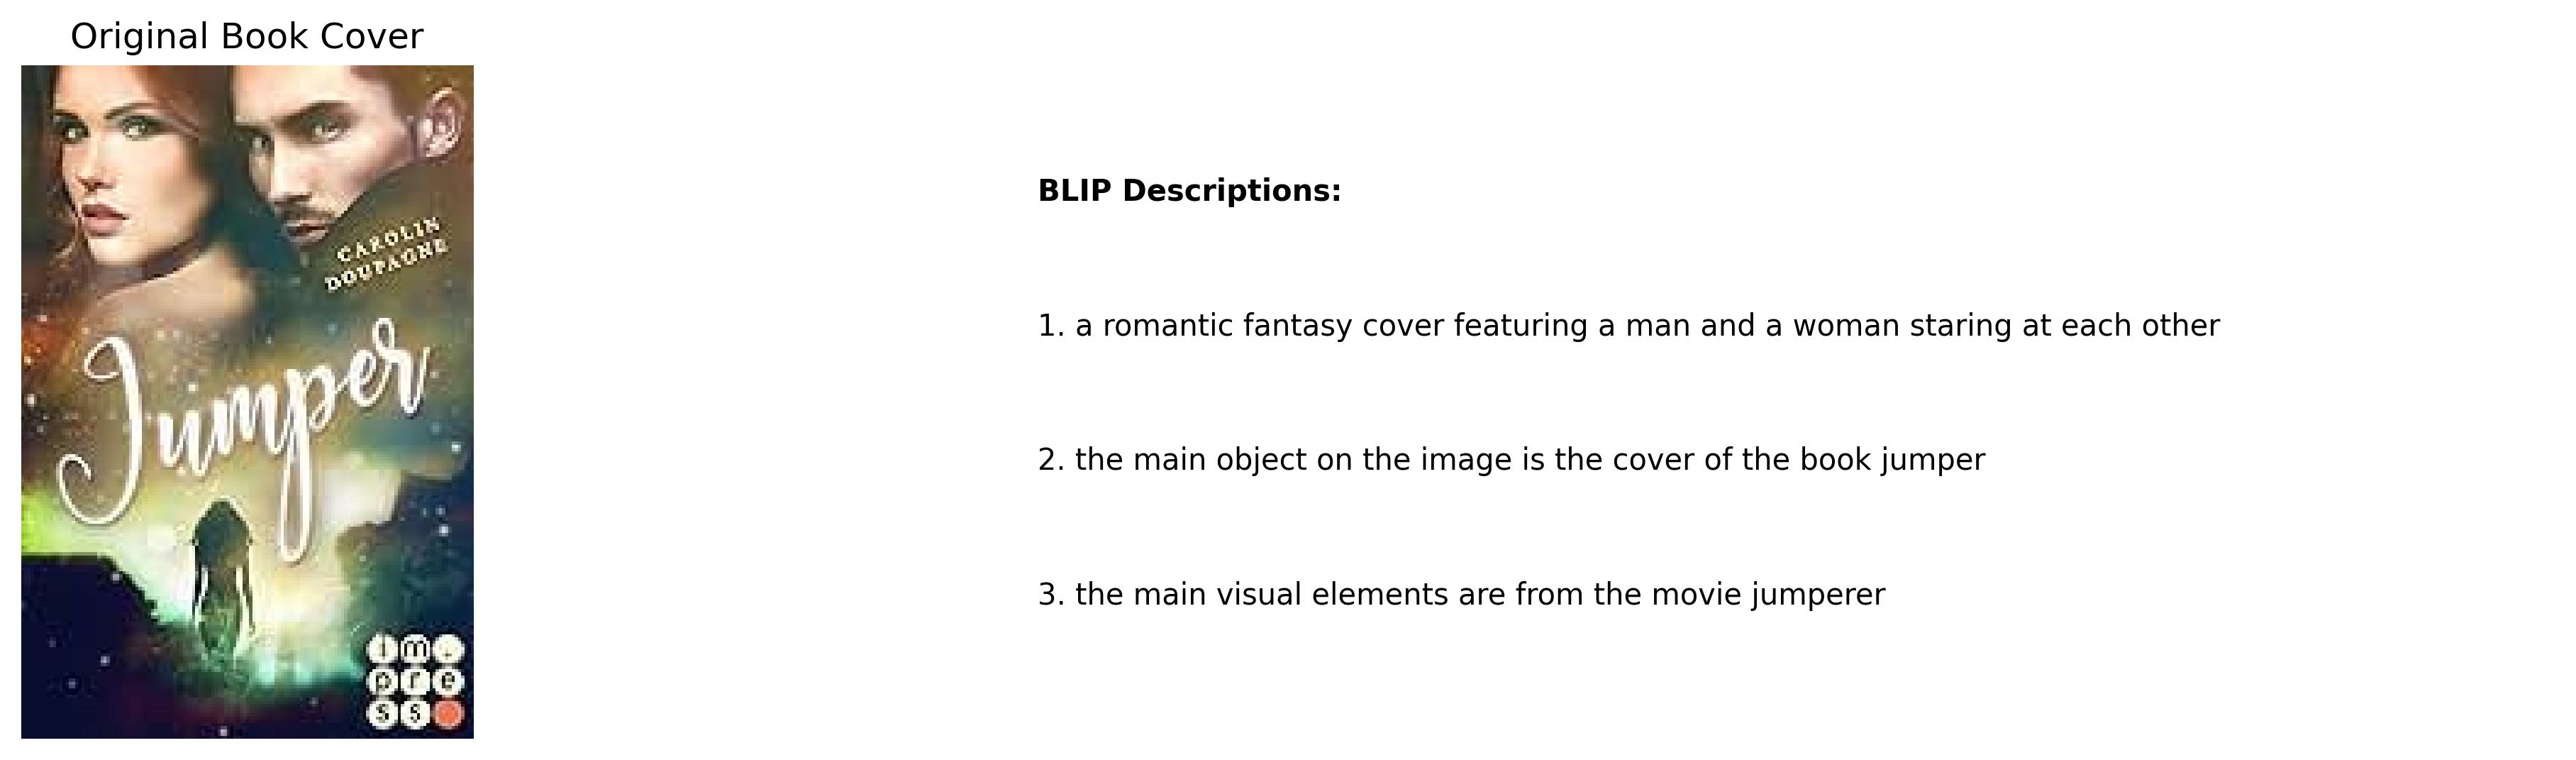 Original Book Cover
CAROLIN
DOUPAGNE
Jumper
im.
pre
ss
BLIP Descriptions:
1. a romantic fantasy cover featuring a man and a woman staring at each other
2. the main object on the image is the cover of the book jumper
3. the main visual elements are from the movie jumperer